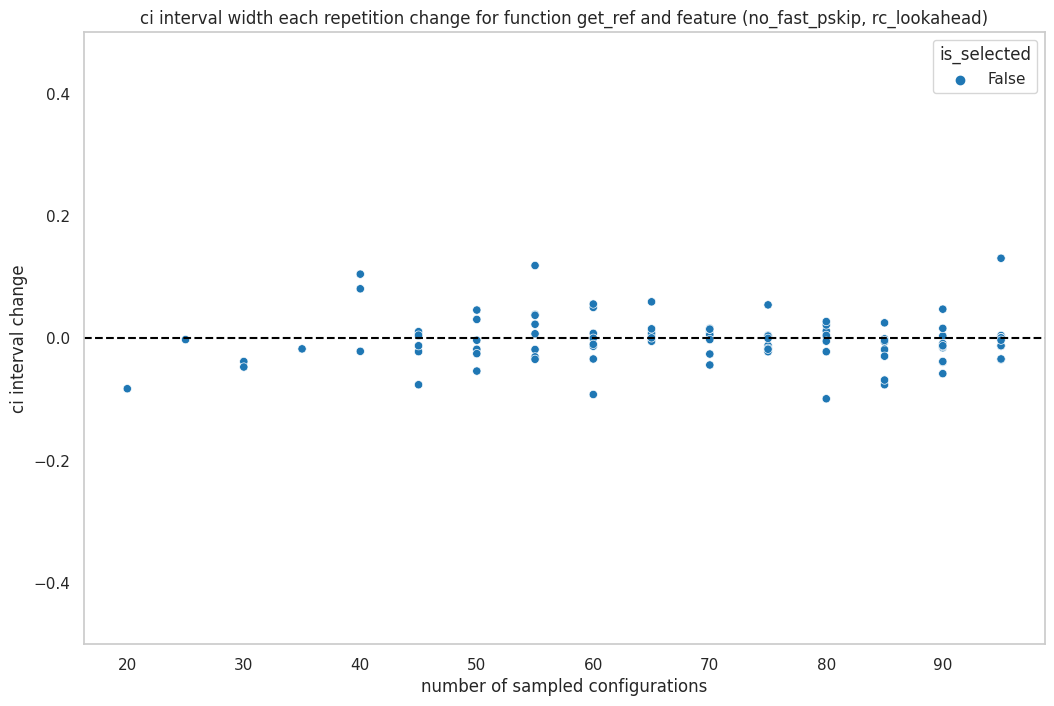 ci interval width each repetition change for function get_ref and feature (no_fast_pskip, rc_lookahead)
is_selected
False
ci interval change
0.4
0.2
0.0
−0.2
−0.4
20 30 40 50 60 70 80 90
number of sampled configurations